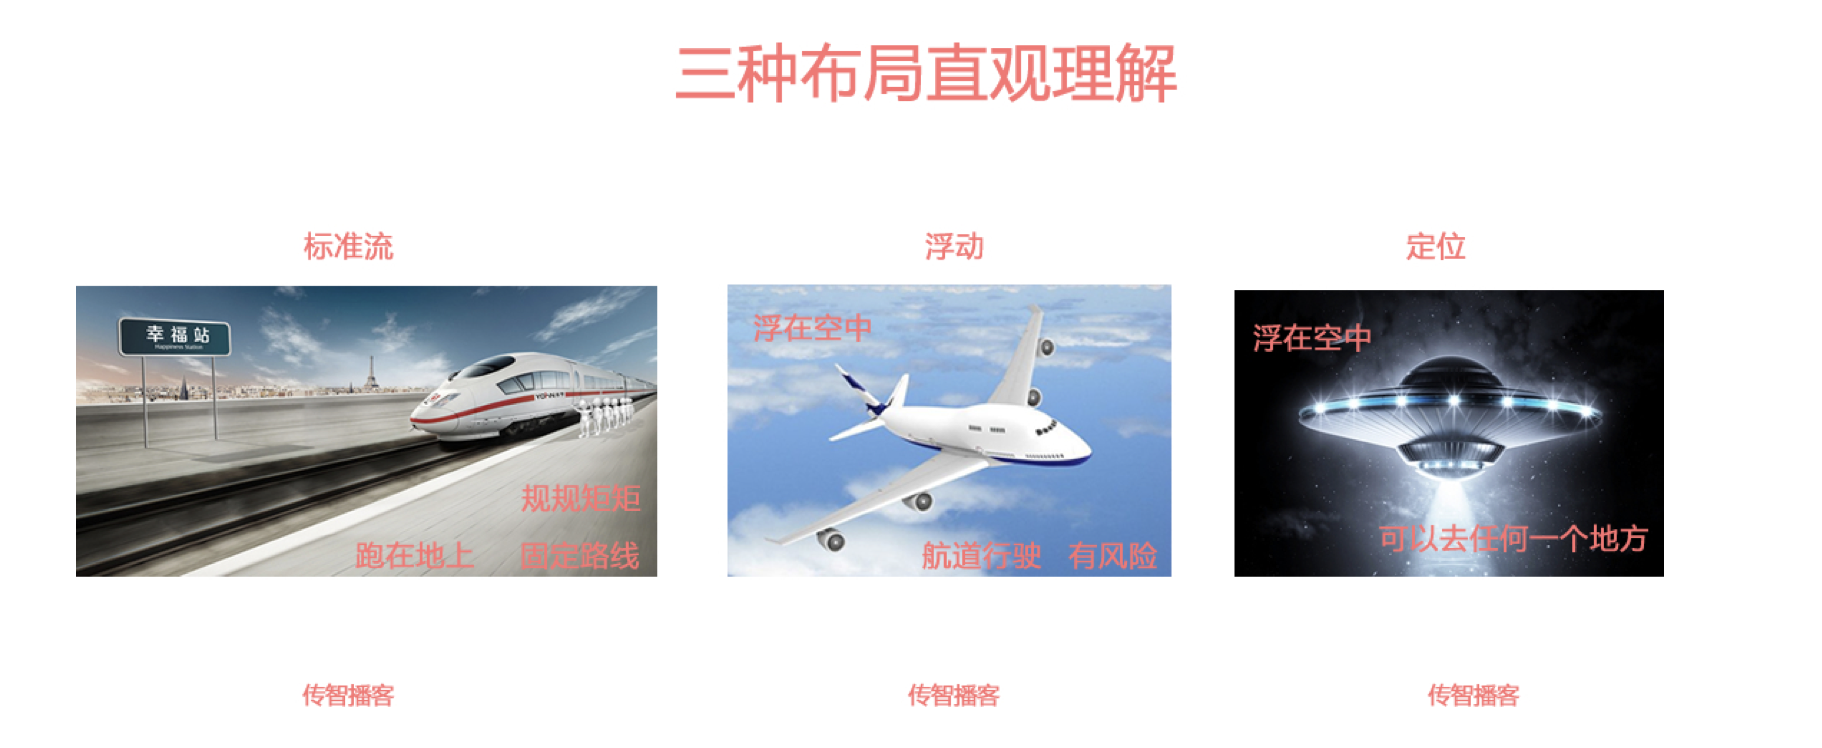 三种布局直观理解
标准流
浮动
定位
幸福站
Happiness Station
规规矩矩
跑在地上 固定路线
浮在空中
航道行驶 有风险
浮在空中
可以去任何一个地方
传智播客
传智播客
传智播客